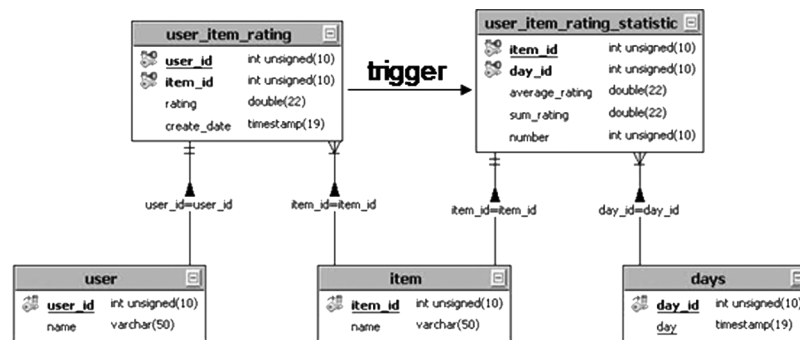 user_item_rating
user_id int unsigned(10)
item_id int unsigned(10)
rating double(22)
create_date timestamp(19)
trigger
user_item_rating_statistic
item_id int unsigned(10)
day_id int unsigned(10)
average_rating double(22)
sum_rating double(22)
number int unsigned(10)
user_id=user_id
item_id=item_id
item_id=item_id
day_id=day_id
user
user_id int unsigned(10)
name varchar(50)
item
item_id int unsigned(10)
name varchar(50)
days
day_id int unsigned(10)
day timestamp(19)